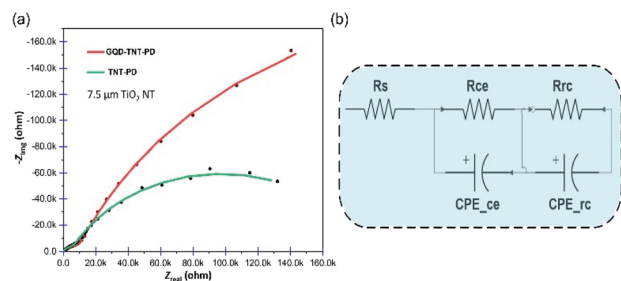 (a)
-160.0k
-140.0k
-120.0k
-100.0k
-80.0k
-60.0k
-40.0k
-20.0k
0.0
-Zimg (ohm)
GQD-TNT-PD
TNT-PD
7.5 μm TiO₂ NT
0.0 20.0k 40.0k 60.0k 80.0k 100.0k 120.0k 140.0k 160.0k
Zreal (ohm)
(b)
Rs Rce Rrc
+ +
CPE_ce CPE_rc